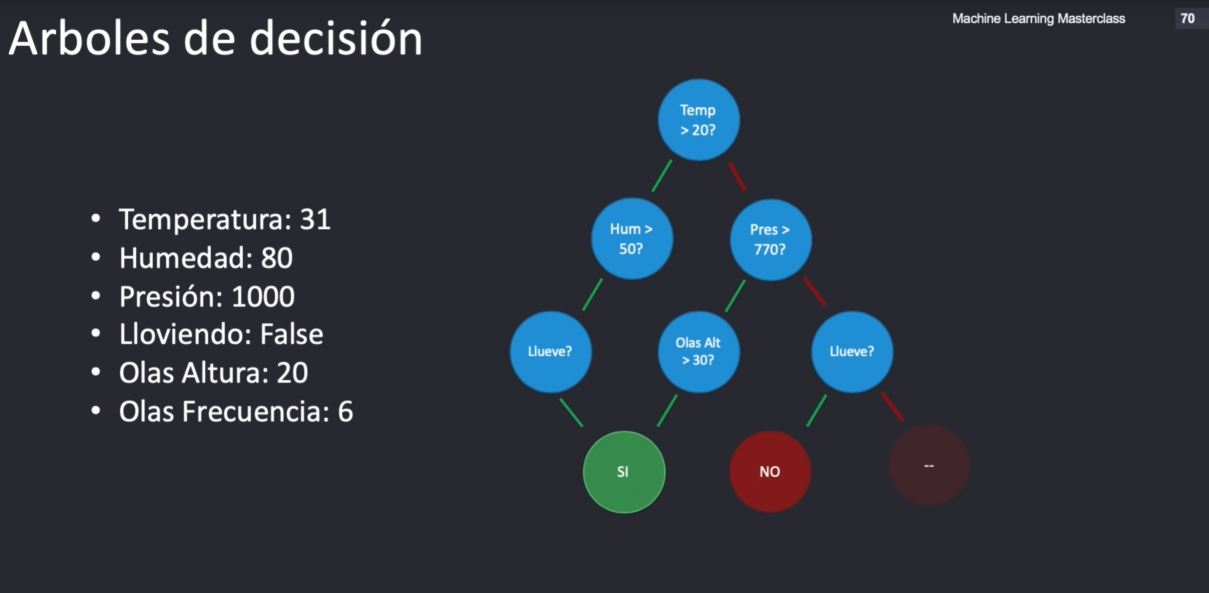 Arboles de decisión
Machine Learning Masterclass
70
• Temperatura: 31
• Humedad: 80
• Presión: 1000
• Lloviendo: False
• Olas Altura: 20
• Olas Frecuencia: 6
Temp
> 20?
Hum >
50?
Pres >
770?
Llueve?
Olas Alt
> 30?
Llueve?
SI
NO
--